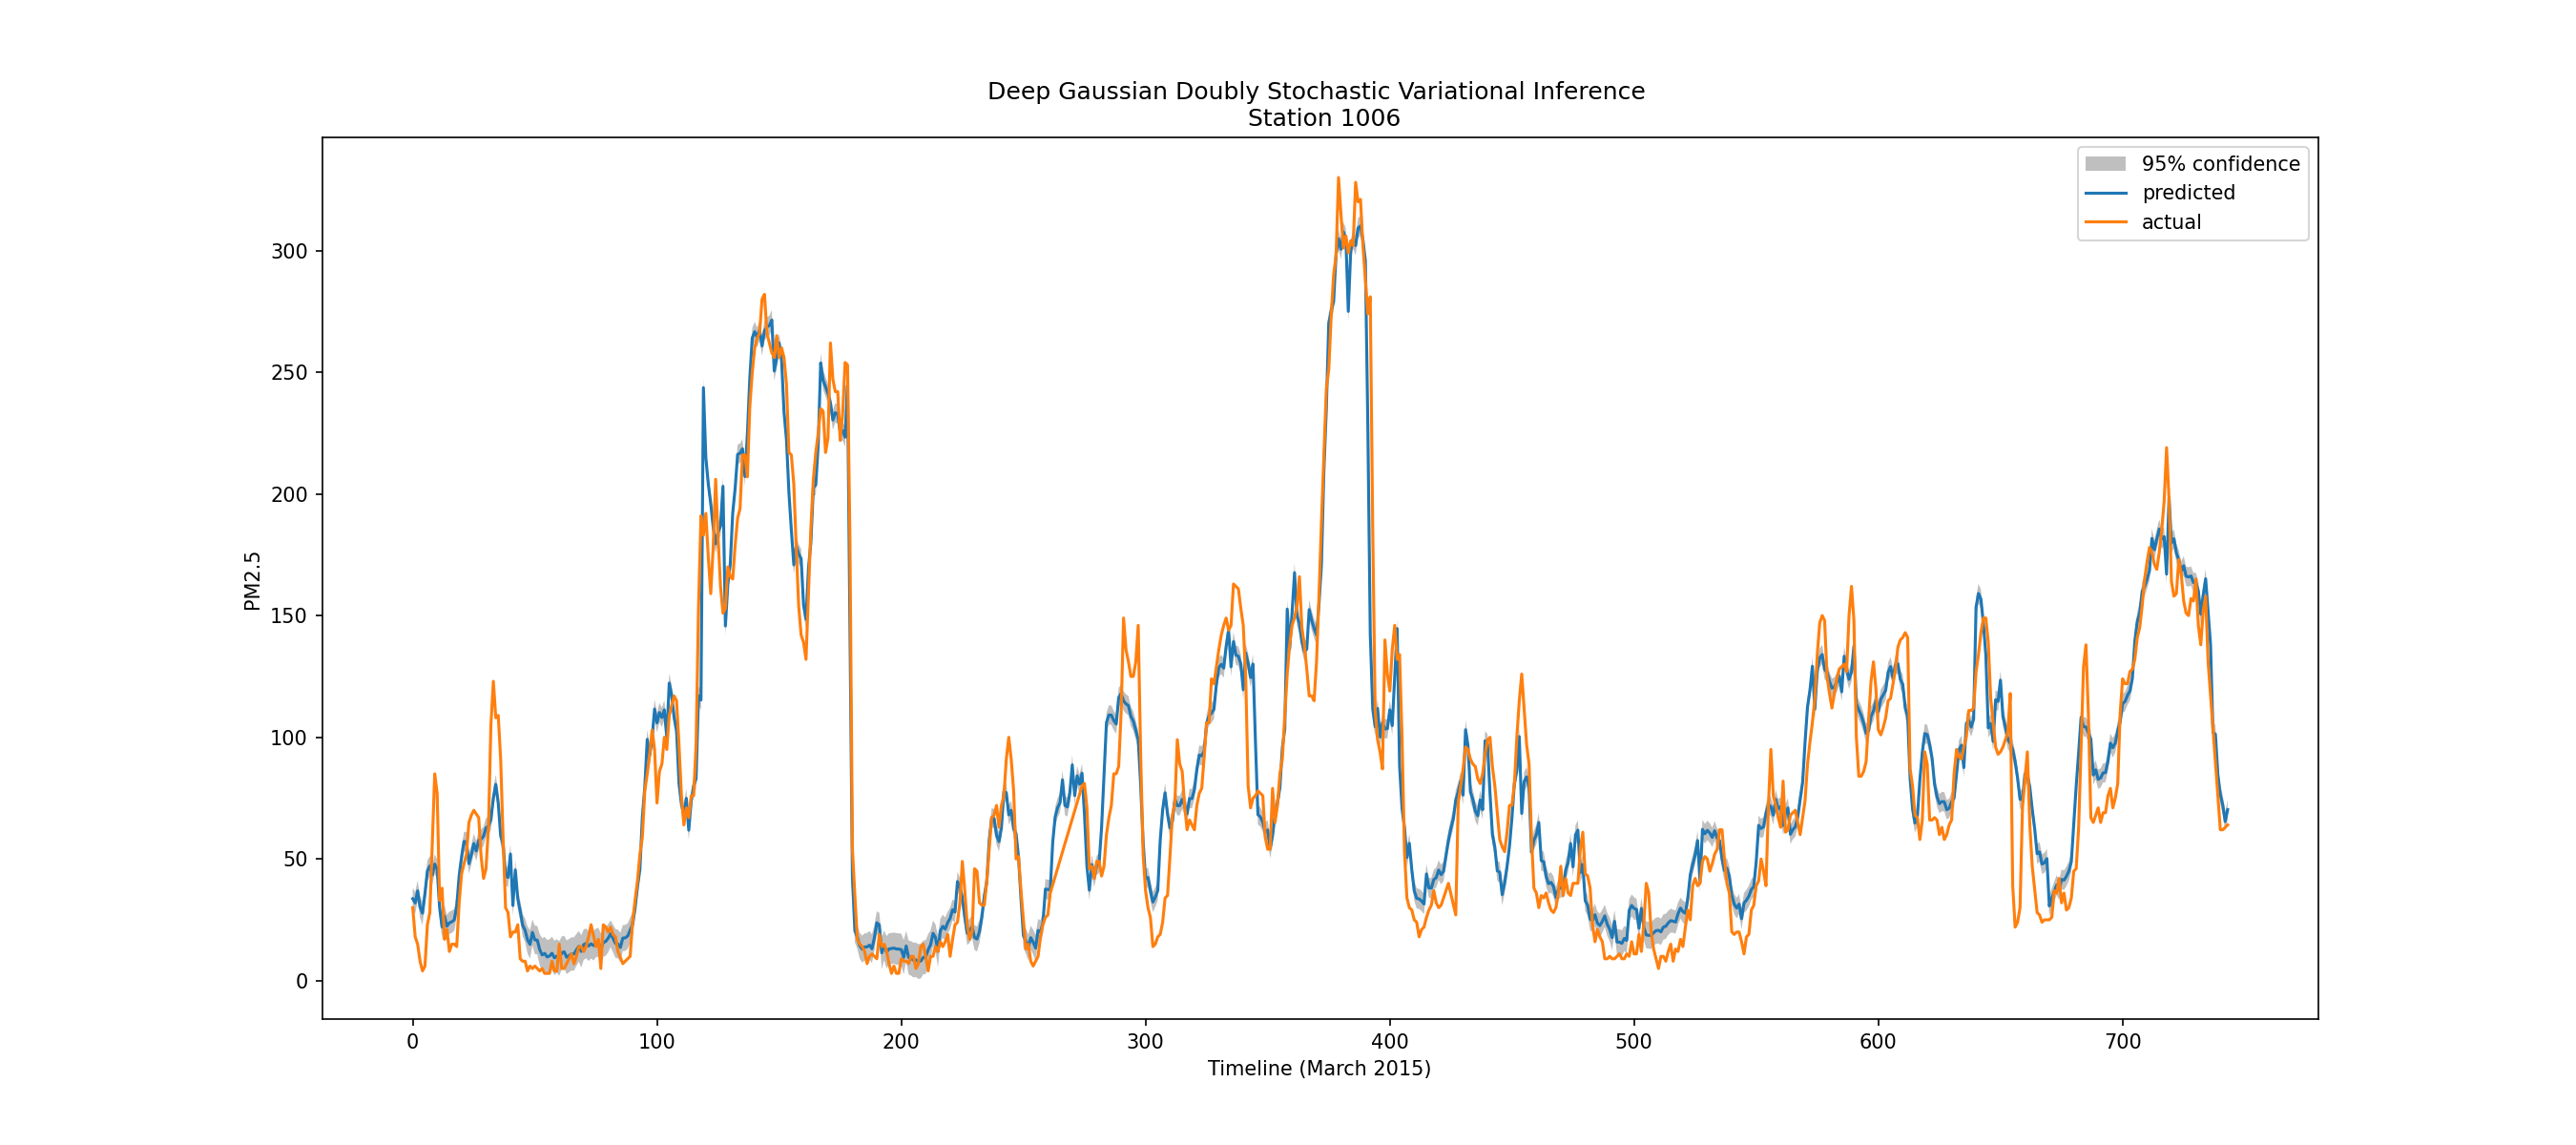 Deep Gaussian Doubly Stochastic Variational Inference
Station 1006
95% confidence
predicted
actual
300
250
200
150
100
50
0
PM2.5
0 100 200 300 400 500 600 700
Timeline (March 2015)